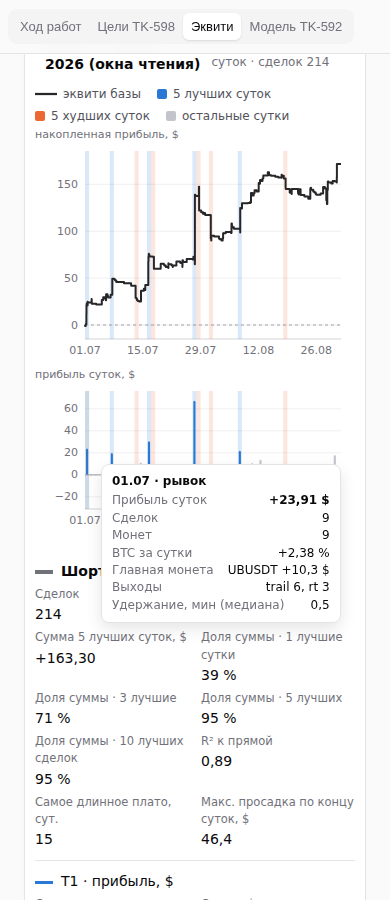 Ход работ Цели ТК-598 Эквити Модель ТК-592
2026 (окна чтения) суток · сделок 214
эквити базы 5 лучших суток
5 худших суток остальные сутки
накопленная прибыль, $
150
100
50
0
01.07 15.07 29.07 12.08 26.08
прибыль суток, $
60
40
20
0
−20
01.07
01.07 · рывок
Прибыль суток +23,91 $
Сделок 9
Монет 9
BTC за сутки +2,38 %
Главная монета UBUSDT +10,3 $
Выходы trail 6, rt 3
Удержание, мин (медиана) 0,5
Шорт
Сделок
214
Сумма 5 лучших суток, $ Доля суммы · 1 лучшие сутки
+163,30
39 %
Доля суммы · 3 лучшие Доля суммы · 5 лучших
71 % 95 %
Доля суммы · 10 лучших сделок R² к прямой
95 % 0,89
Самое длинное плато, сут. Макс. просадка по концу суток, $
15 46,4
Т1 · прибыль, $